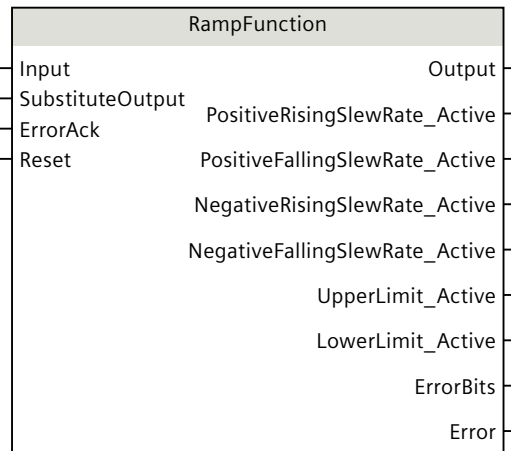 RampFunction
Input
Output
SubstituteOutput
PositiveRisingSlewRate_Active
ErrorAck
Reset
PositiveFallingSlewRate_Active
NegativeRisingSlewRate_Active
NegativeFallingSlewRate_Active
UpperLimit_Active
LowerLimit_Active
ErrorBits
Error